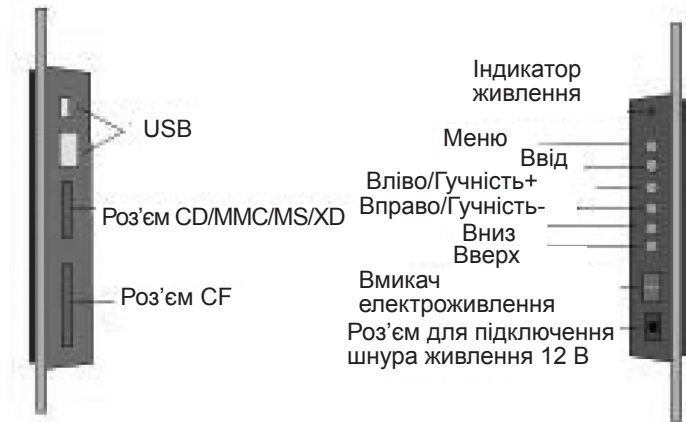 USB
Роз’єм CD/MMC/MS/XD
Роз’єм CF
Індикатор
живлення
Меню
Ввід
Вліво/Гучність+
Вправо/Гучність-
Вниз
Вверх
Вмикач
електроживлення
Роз’єм для підключення
шнура живлення 12 В